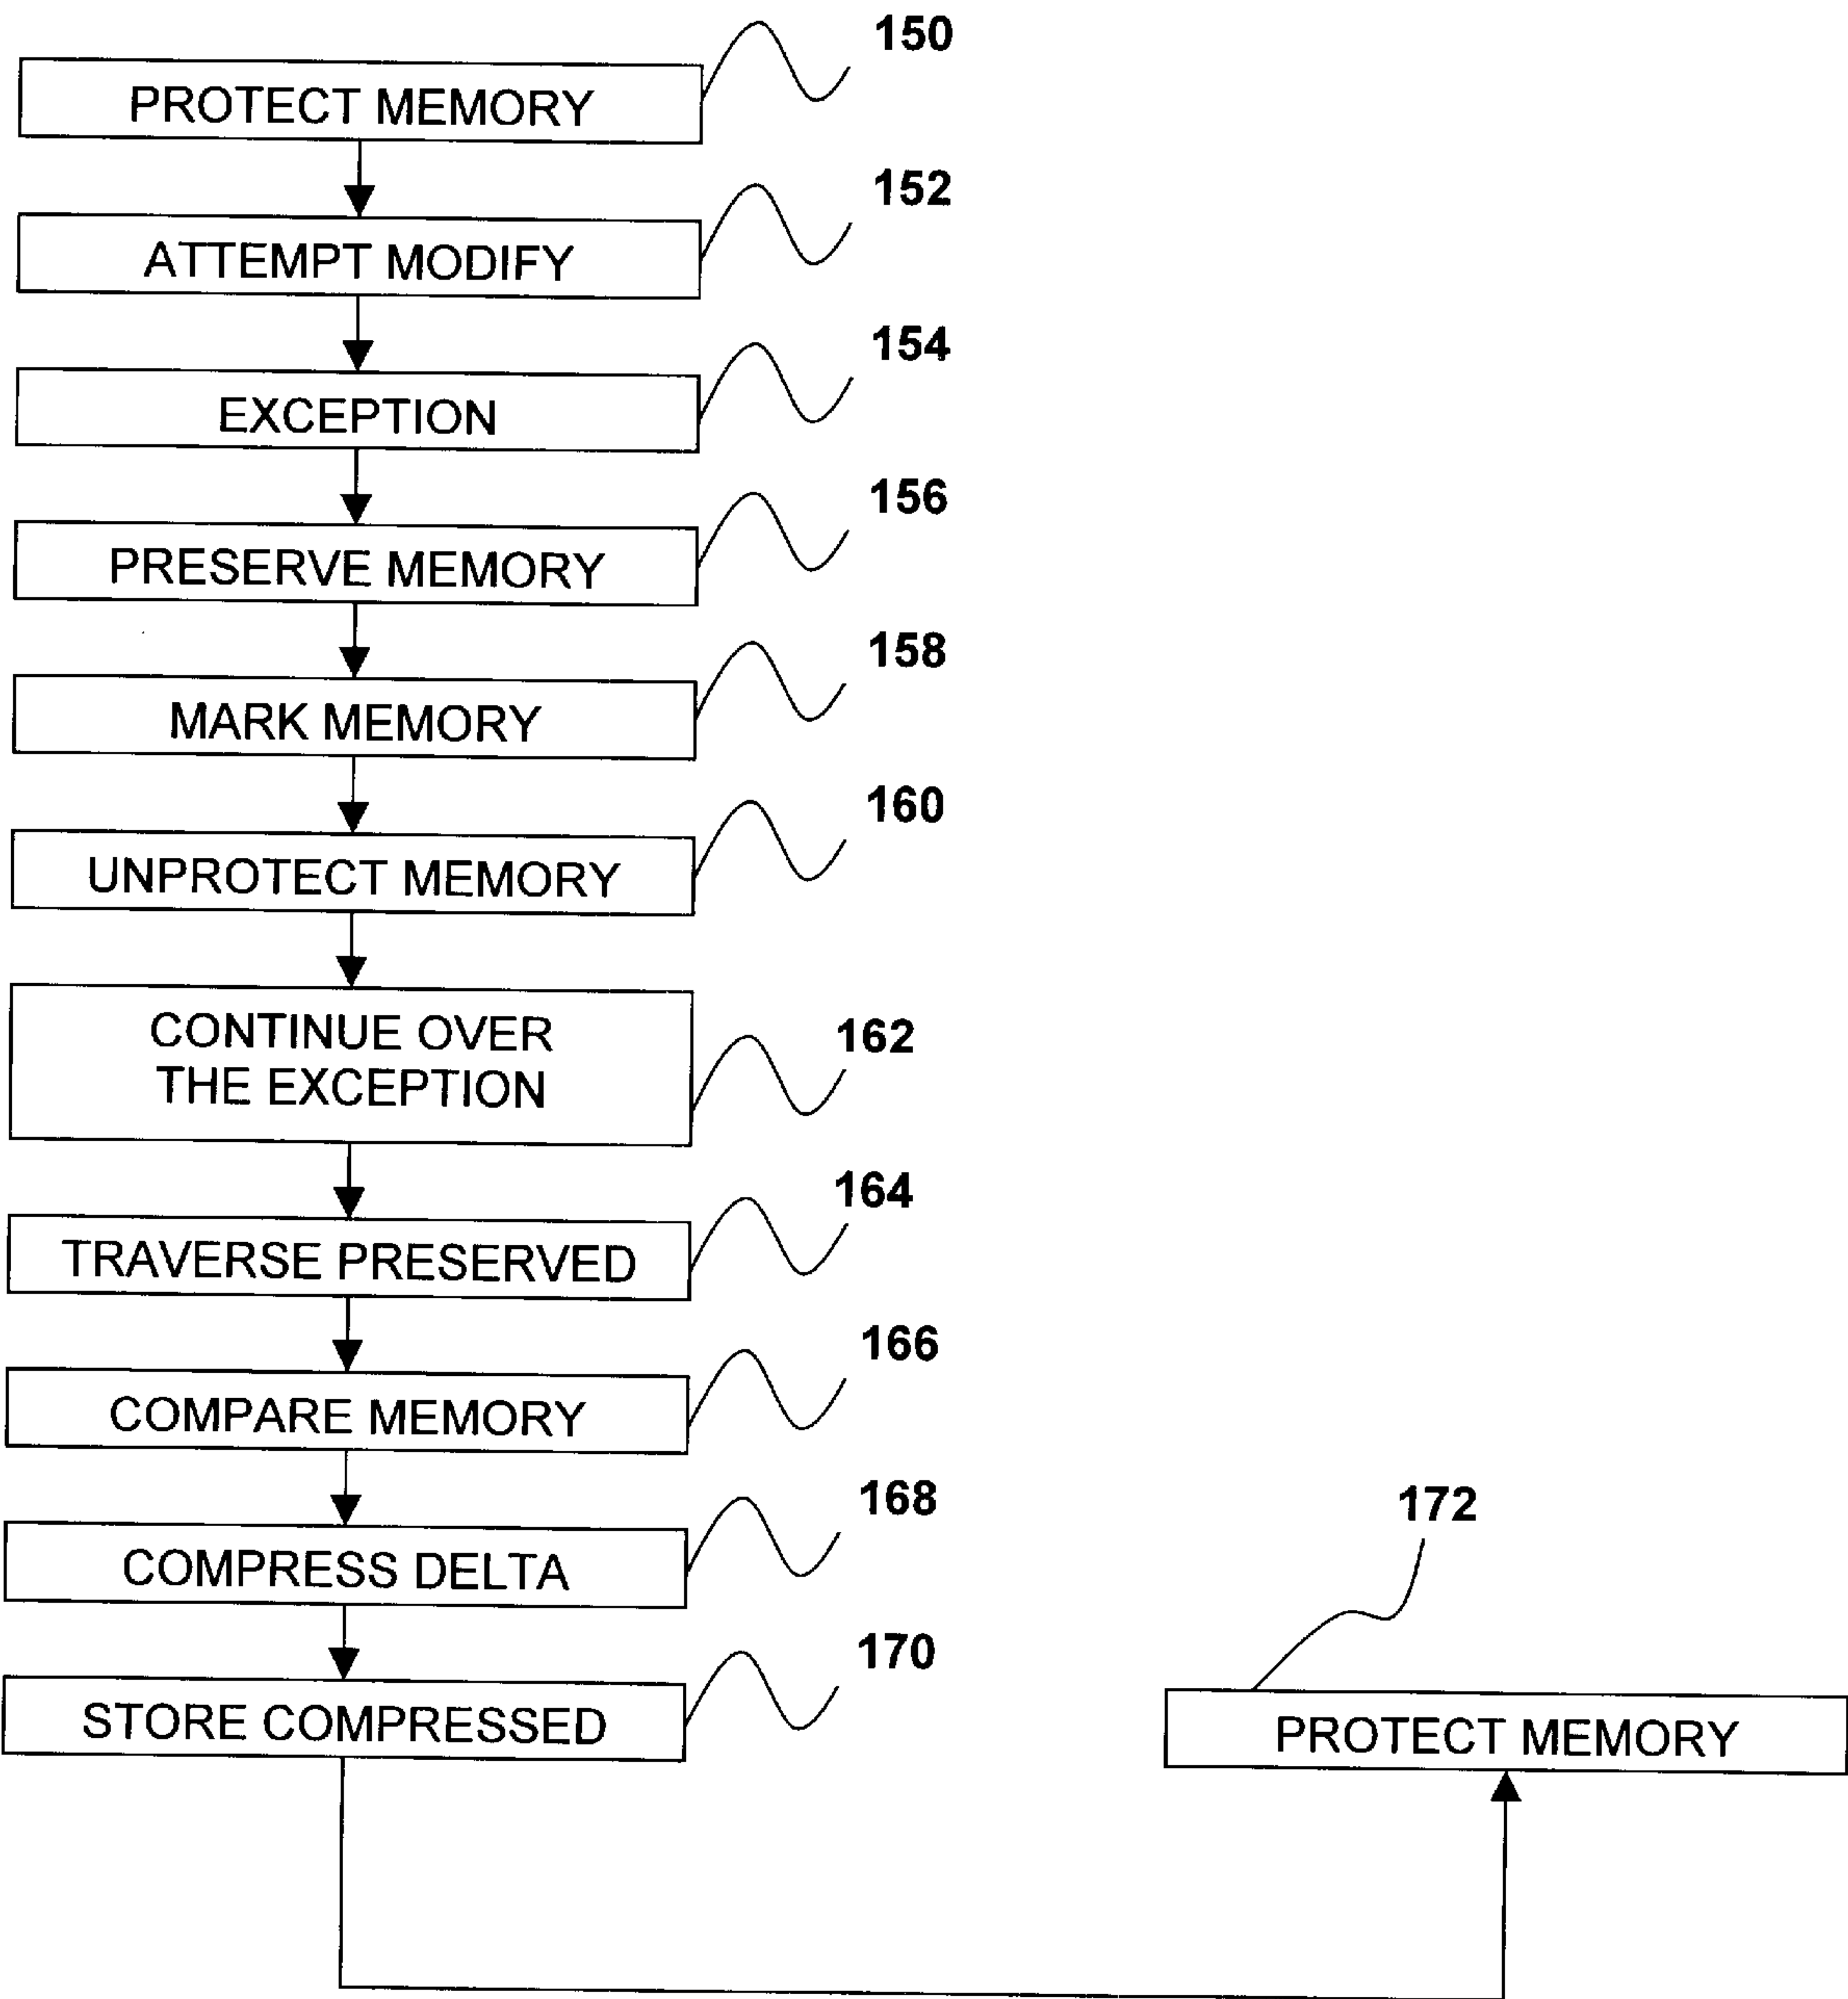 150
PROTECT MEMORY
152
ATTEMPT MODIFY
154
EXCEPTION
156
PRESERVE MEMORY
158
MARK MEMORY
160
UNPROTECT MEMORY
CONTINUE OVER
THE EXCEPTION
162
164
TRAVERSE PRESERVED
166
COMPARE MEMORY
168
COMPRESS DELTA
170
STORE COMPRESSED
172
PROTECT MEMORY